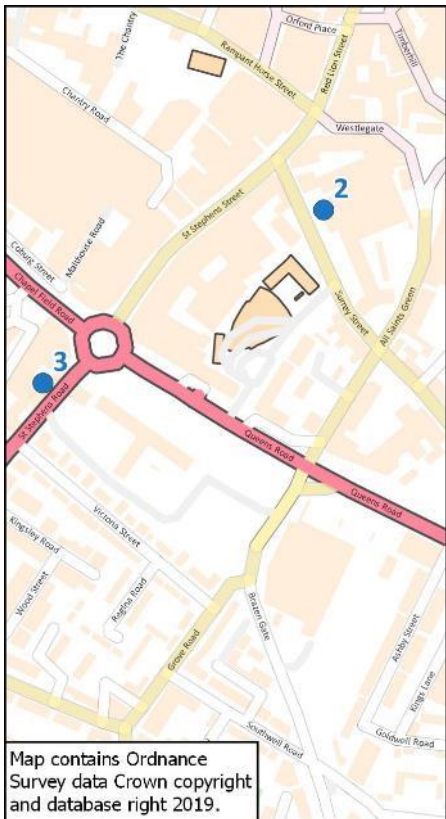 Orford Place
The Chantry
Rampant Horse Street
Red Lion Street
Timberhill
Chantry Road
Westlegate
2
St Stephens Street
Malthouse Road
Coburg Street
Chapel Field Road
Surrey Street
All Saints Green
3
St Stephens Road
Queens Road
Queens Road
Victoria Street
Kingsley Road
Wood Street
Regina Road
Brazen Gate
Ashby Street
Grove Road
Kings Lane
Southwell Road
Goldwell Road
Map contains Ordnance
Survey data Crown copyright
and database right 2019.